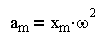 aₘ = xₘ·ω²